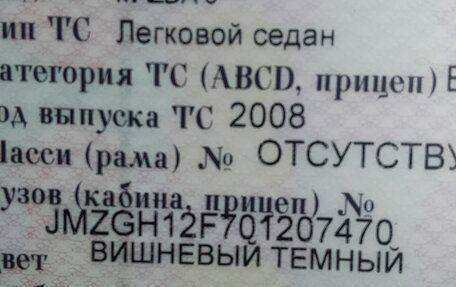 ип ТС Легковой седан
атегория ТС (ABCD, прицеп)
од выпуска ТС 2008
асси (рама) № ОТСУТСТВУ
узов (кабина, прицеп) №
JMZGH12F701207470
вет ВИШНЕВЫЙ ТЕМНЫЙ